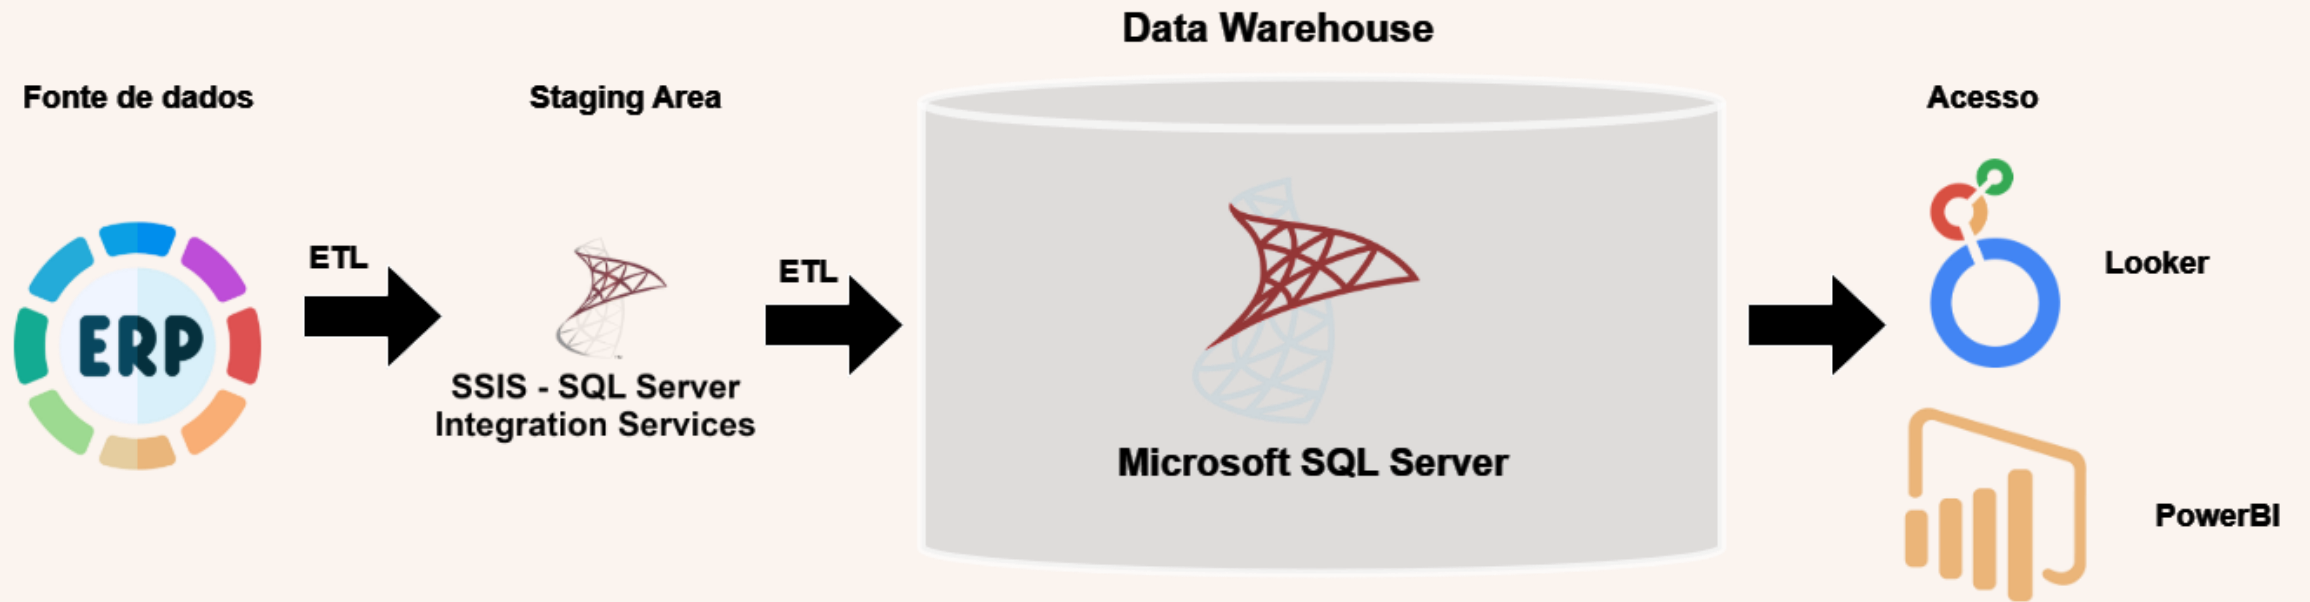 Data Warehouse
Fonte de dados
Staging Area
Acesso
ERP
ETL
SSIS - SQL Server
Integration Services
ETL
Microsoft SQL Server
Looker
PowerBI